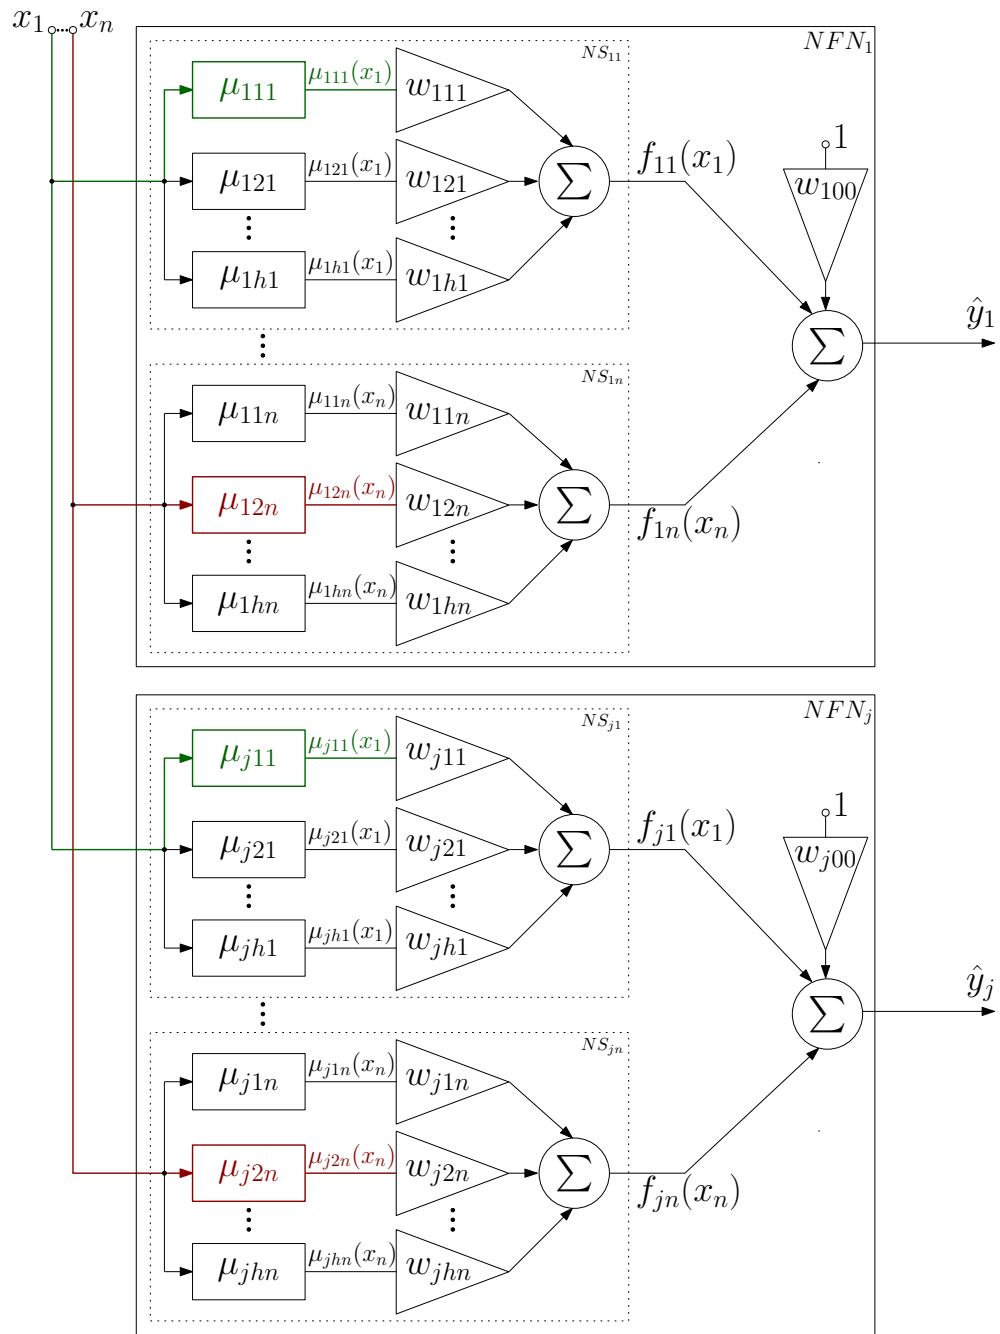 x₁ ... xₙ
NFN₁
NS₁₁
μ₁₁₁ μ₁₁₁(x₁) w₁₁₁
μ₁₂₁ μ₁₂₁(x₁) w₁₂₁ Σ f₁₁(x₁)
⋮ ⋮
μ₁ₕ₁ μ₁ₕ₁(x₁) w₁ₕ₁
1
w₁₀₀
⋮
Σ ŷ₁
NS₁ₙ
μ₁₁ₙ μ₁₁ₙ(xₙ) w₁₁ₙ
μ₁₂ₙ μ₁₂ₙ(xₙ) w₁₂ₙ Σ f₁ₙ(xₙ)
⋮ ⋮
μ₁ₕₙ μ₁ₕₙ(xₙ) w₁ₕₙ
NFNⱼ
NSⱼ₁
μⱼ₁₁ μⱼ₁₁(x₁) wⱼ₁₁
μⱼ₂₁ μⱼ₂₁(x₁) wⱼ₂₁ Σ fⱼ₁(x₁)
⋮ ⋮
μⱼₕ₁ μⱼₕ₁(x₁) wⱼₕ₁
1
wⱼ₀₀
⋮
Σ ŷⱼ
NSⱼₙ
μⱼ₁ₙ μⱼ₁ₙ(xₙ) wⱼ₁ₙ
μⱼ₂ₙ μⱼ₂ₙ(xₙ) wⱼ₂ₙ Σ fⱼₙ(xₙ)
⋮ ⋮
μⱼₕₙ μⱼₕₙ(xₙ) wⱼₕₙ